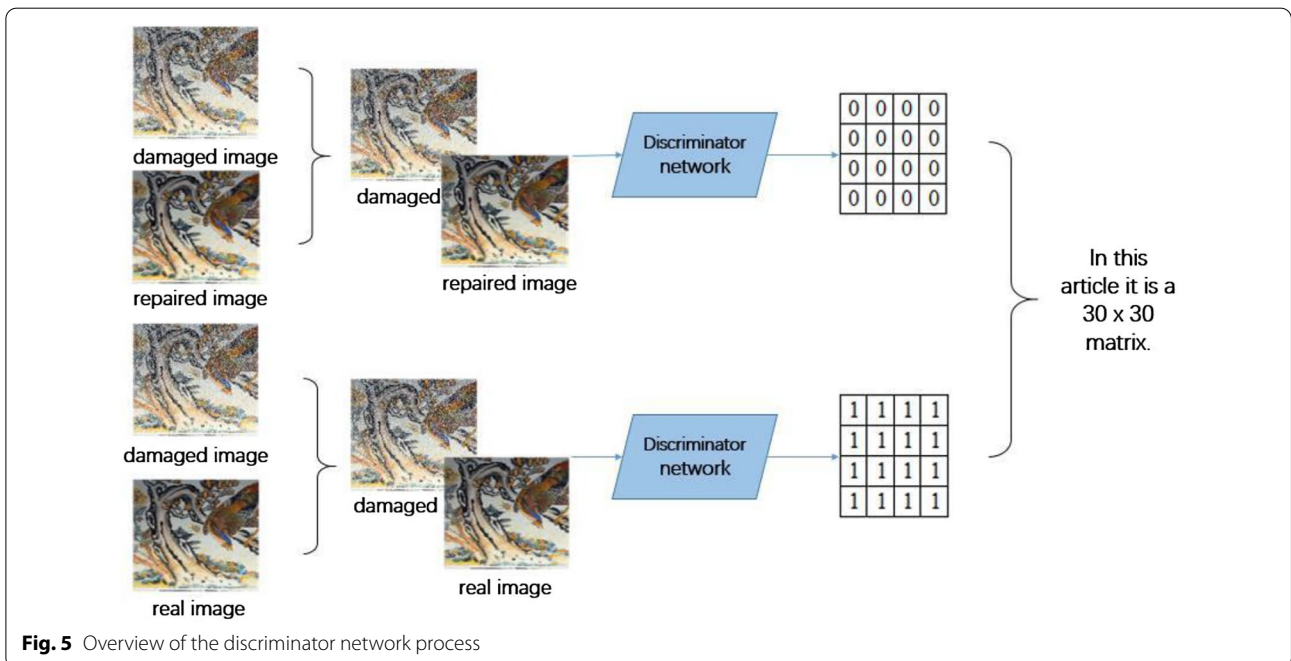 damaged image
repaired image
damaged
repaired image
Discriminator
network
0 0 0 0
0 0 0 0
0 0 0 0
0 0 0 0
damaged image
real image
damaged
real image
Discriminator
network
1 1 1 1
1 1 1 1
1 1 1 1
1 1 1 1
In this
article it is a
30 x 30
matrix.
Fig. 5 Overview of the discriminator network process